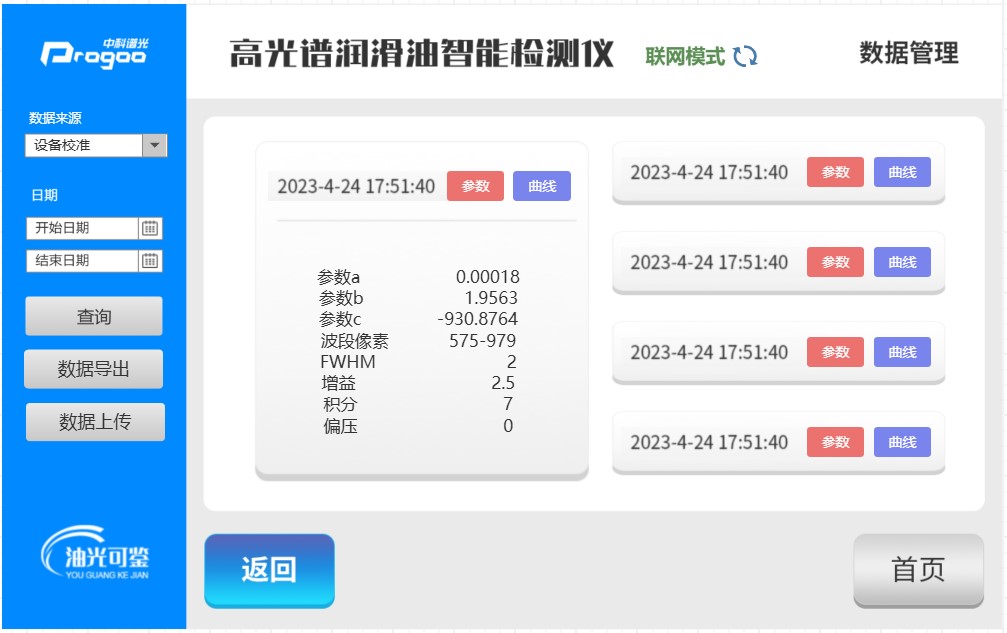 中科谱光
Progoo
高光谱润滑油智能检测仪
联网模式
数据管理
数据来源
设备校准
日期
开始日期
结束日期
查询
数据导出
数据上传
油光可鉴
YOU GUANG KE JIAN
2023-4-24 17:51:40 参数 曲线
参数a 0.00018
参数b 1.9563
参数c -930.8764
波段像素 575-979
FWHM 2
增益 2.5
积分 7
偏压 0
2023-4-24 17:51:40 参数 曲线
2023-4-24 17:51:40 参数 曲线
2023-4-24 17:51:40 参数 曲线
2023-4-24 17:51:40 参数 曲线
返回
首页